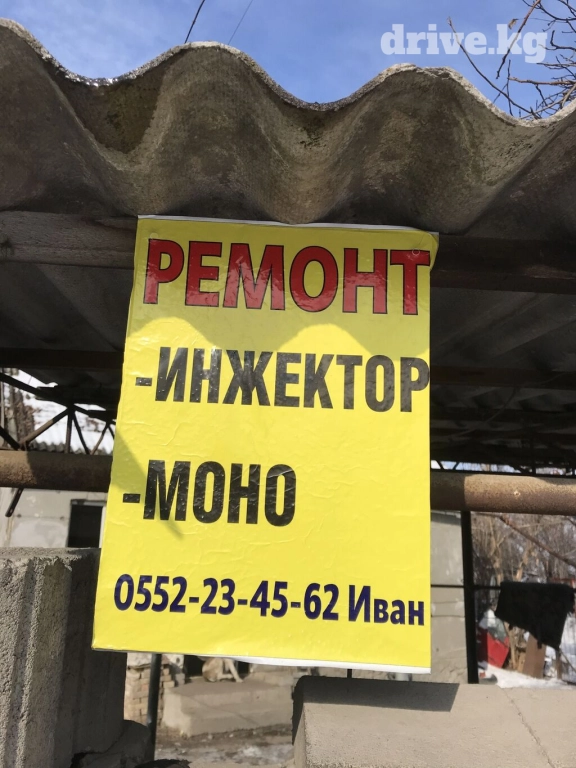 drive.kg
РЕМОНТ
-ИНЖЕКТОР
-МОНО
0552-23-45-62 Иван